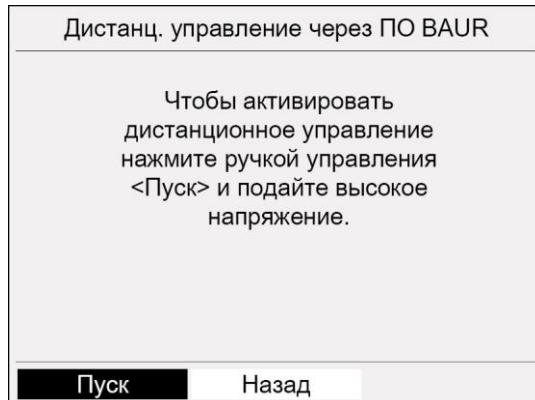 Дистанц. управление через ПО BAUR
Чтобы активировать
дистанционное управление
нажмите ручкой управления
<Пуск> и подайте высокое
напряжение.
Пуск
Назад